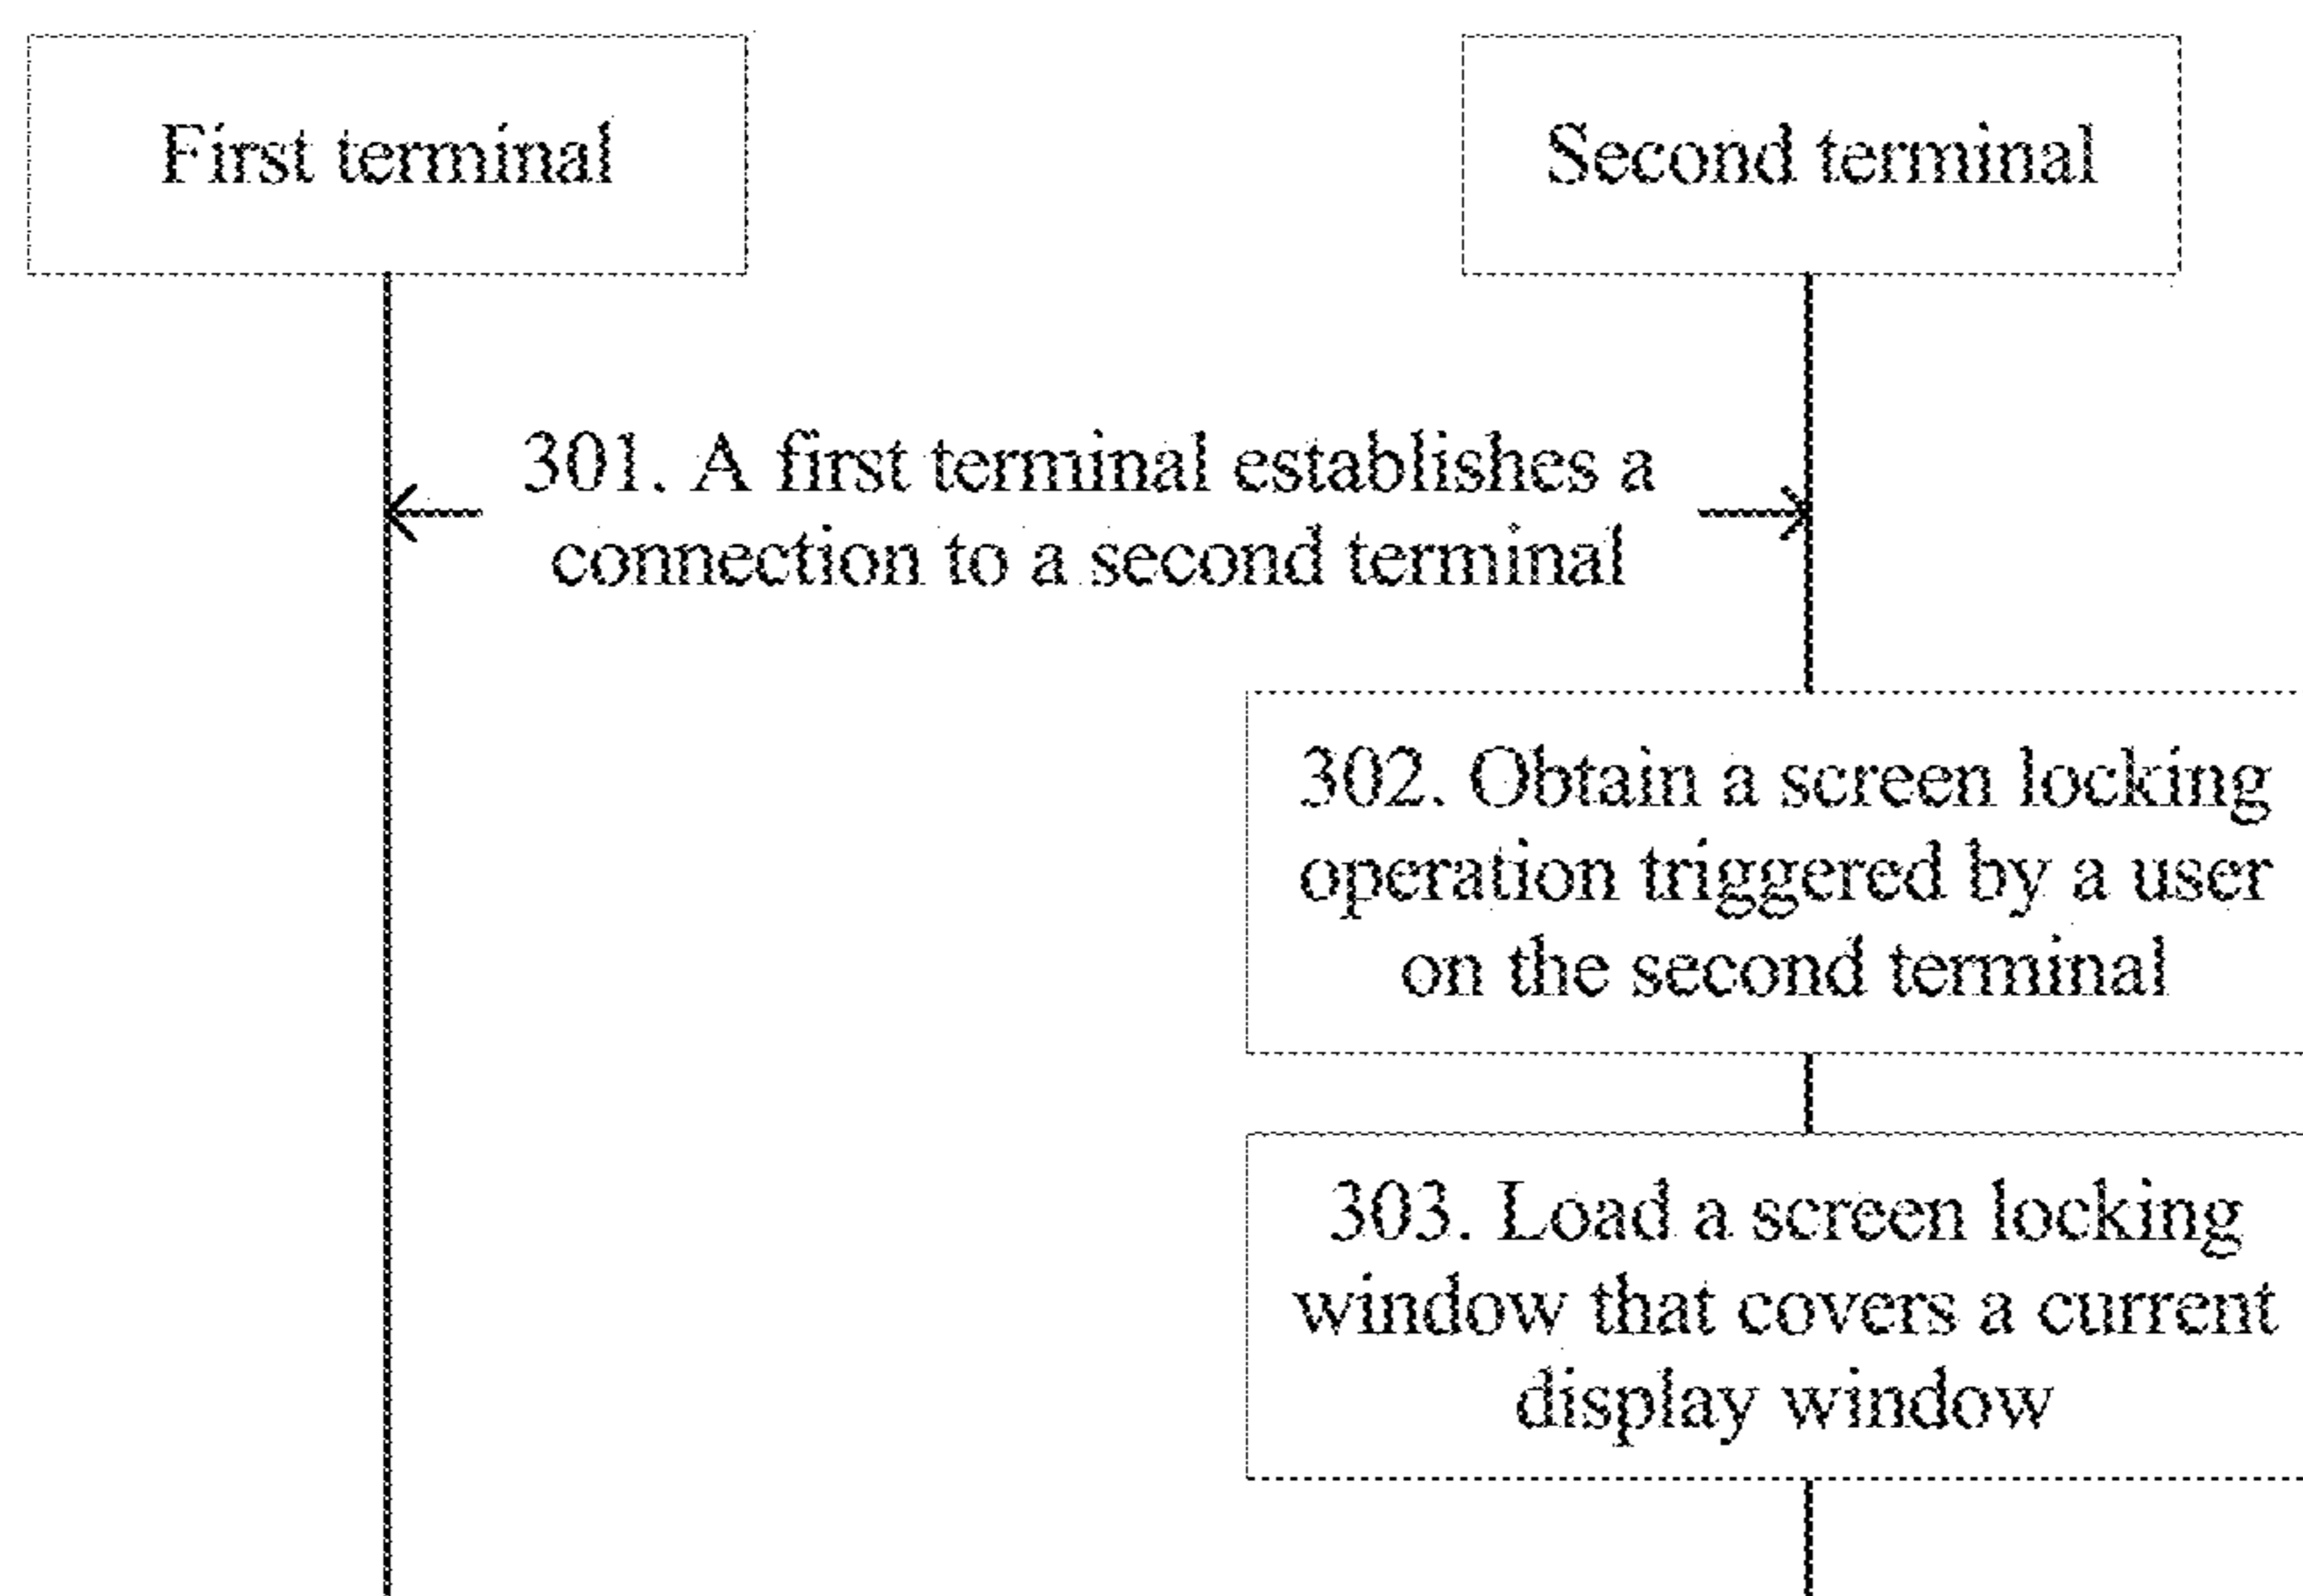 First terminal
Second terminal
301. A first terminal establishes a
connection to a second terminal
302. Obtain a screen locking
operation triggered by a user
on the second terminal
303. Load a screen locking
window that covers a current
display window